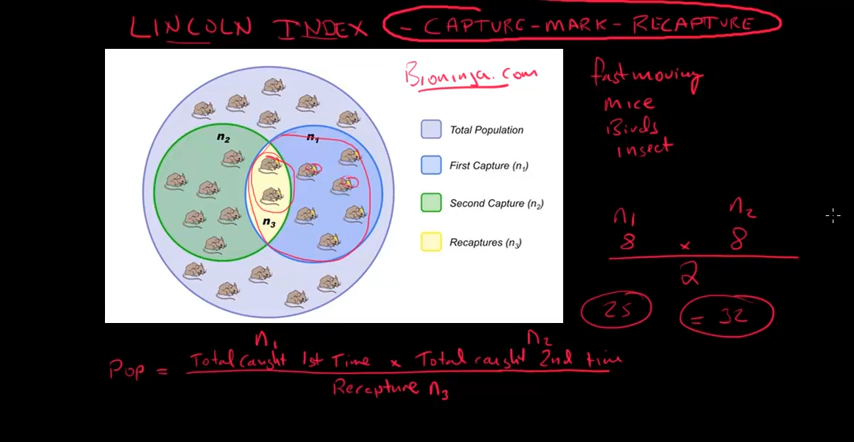 LINCOLN INDEX - CAPTURE-MARK-RECAPTURE
Bioninja.com
n₂
n₁
n₃
Total Population
First Capture (n₁)
Second Capture (n₂)
Recaptures (n₃)
fast moving
mice
Birds
insect
n₁ n₂
8 × 8
2
25 = 32
n₁ n₂
Pop = Total caught 1st Time × Total caught 2nd time
Recapture n₃